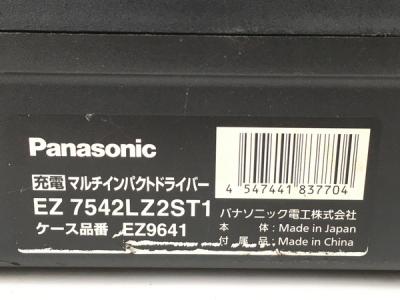 Panasonic
充電 マルチインパクトドライバー
EZ 7542LZ2ST1
ケース品番 EZ9641
4 547441 837704
パナソニック電工株式会社
本体: Made in Japan
付属品: Made in China